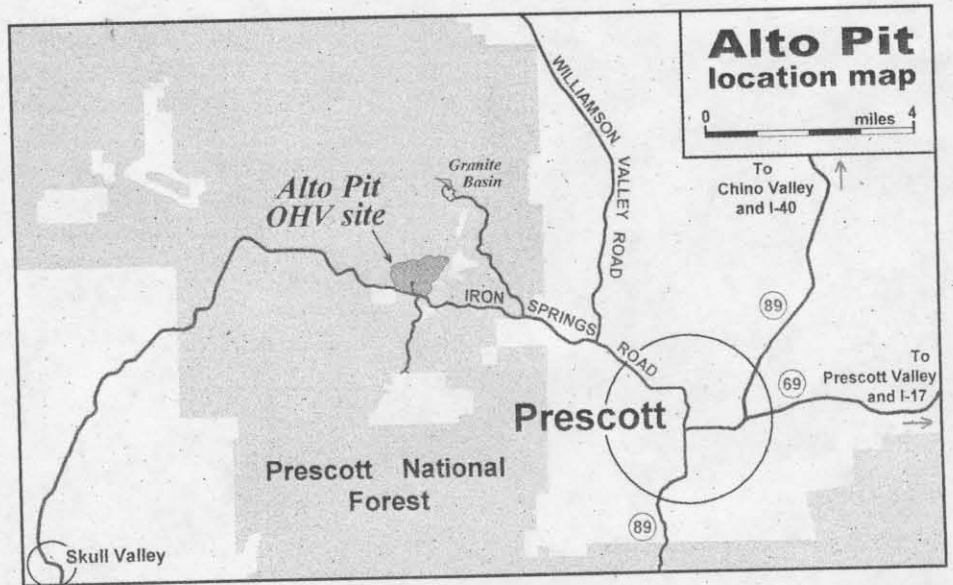 Alto Pit
location map
0 miles 4
To
Chino Valley
and I-40
WILLIAMSON VALLEY ROAD
Granite
Basin
Alto Pit
OHV site
IRON SPRINGS ROAD
89
69
To
Prescott Valley
and I-17
Prescott
Prescott National
Forest
89
Skull Valley